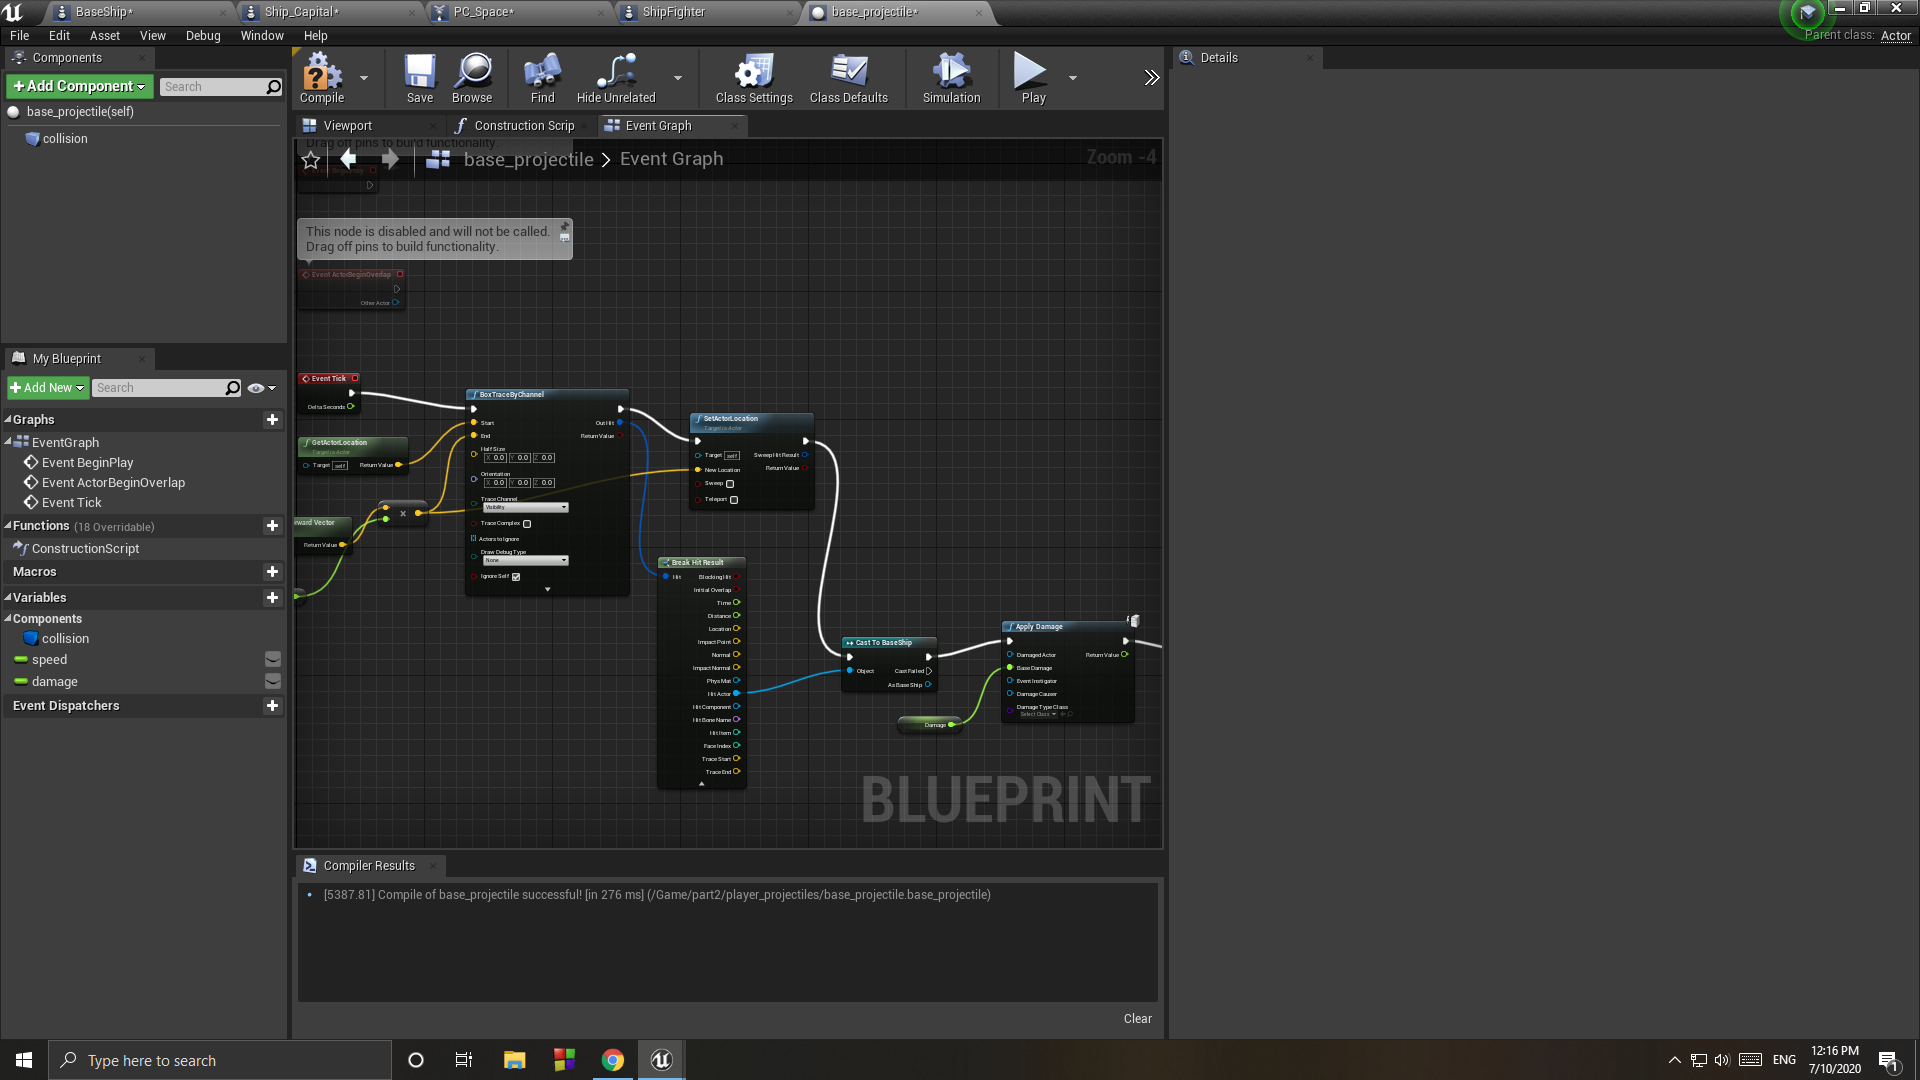 BaseShip*
Ship_Capital*
PC_Space*
ShipFighter
base_projectile*
File Edit Asset View Debug Window Help
Parent class: Actor
Components
+ Add Component
Search
base_projectile(self)
collision
Compile
Save
Browse
Find
Hide Unrelated
Class Settings
Class Defaults
Simulation
Play
Details
Viewport
Construction Scrip
Event Graph
Drag off pins to build functionality.
base_projectile > Event Graph
Zoom -4
This node is disabled and will not be called.
Drag off pins to build functionality.
Event ActorBeginOverlap
Other Actor
My Blueprint
+ Add New
Search
Graphs
EventGraph
Event BeginPlay
Event ActorBeginOverlap
Event Tick
Functions (18 Overridable)
ConstructionScript
Macros
Variables
Components
collision
speed
damage
Event Dispatchers
Event Tick
Delta Seconds
GetActorLocation
Target is Actor
Target self Return Value
ward Vector
Return Value
BoxTraceByChannel
Start Out Hit
End Return Value
Half Size
X 0.0 Y 0.0 Z 0.0
Orientation
X 0.0 Y 0.0 Z 0.0
Trace Channel
Visibility
Trace Complex
Actors to Ignore
Draw Debug Type
None
Ignore Self
SetActorLocation
Target is Actor
Target self Sweep Hit Result
New Location Return Value
Sweep
Teleport
Break Hit Result
Hit Blocking Hit
Initial Overlap
Time
Distance
Location
Impact Point
Normal
Impact Normal
Phys Mat
Hit Actor
Hit Component
Hit Bone Name
Hit Item
Face Index
Trace Start
Trace End
Cast To BaseShip
Object Cast Failed
As Base Ship
Damage
Apply Damage
Damaged Actor Return Value
Base Damage
Event Instigator
Damage Causer
Damage Type Class
Select Class
BLUEPRINT
Compiler Results
[5387.81] Compile of base_projectile successful! [in 276 ms] (/Game/part2/player_projectiles/base_projectile.base_projectile)
Clear
Type here to search
ENG
12:16 PM
7/10/2020
1